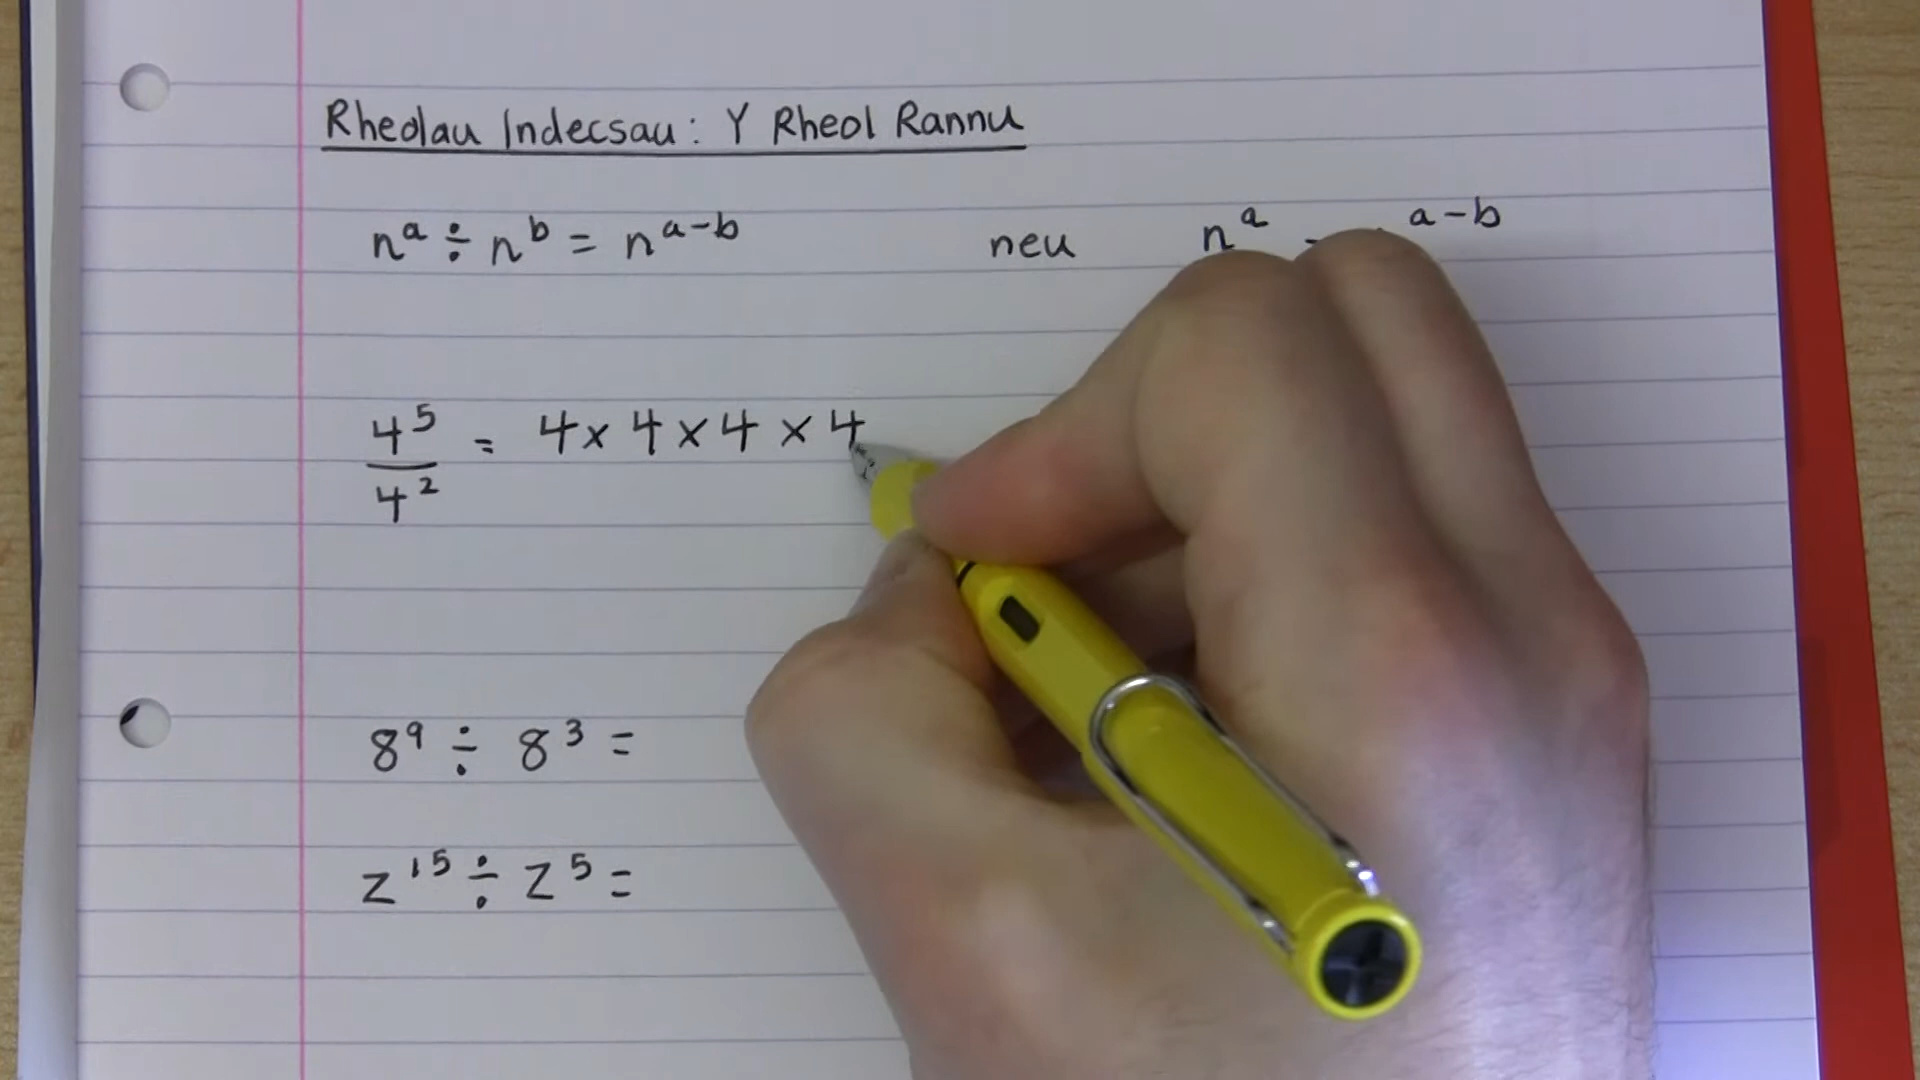 Rheolau Indecsau: Y Rheol Rannu
nᵃ ÷ nᵇ = nᵃ⁻ᵇ neu nᵃ a-b
4⁵ / 4² = 4 × 4 × 4 × 4
8⁹ ÷ 8³ =
z¹⁵ ÷ z⁵ =